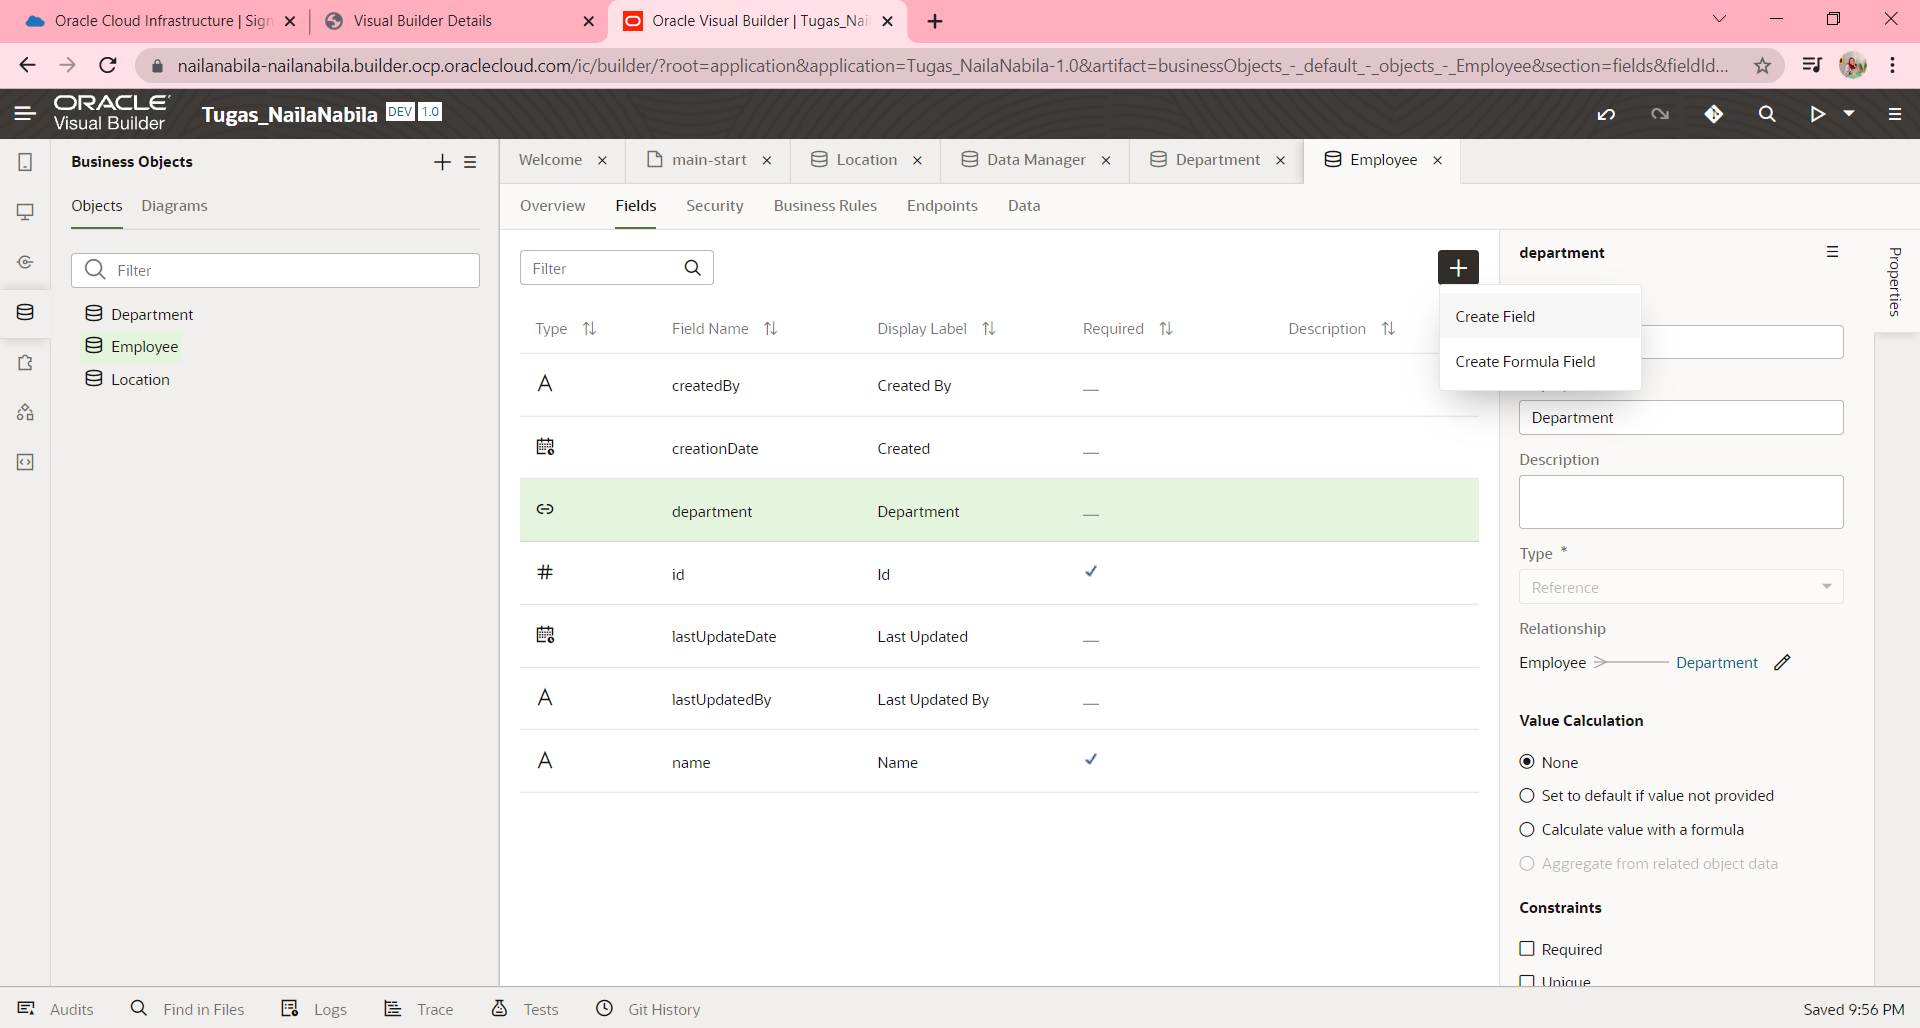 Oracle Cloud Infrastructure | Sign
Visual Builder Details
Oracle Visual Builder | Tugas_Nail
nailanabila-nailanabila.builder.ocp.oraclecloud.com/ic/builder/?root=application&application=Tugas_NailaNabila-1.0&artifact=businessObjects_-_default_-_objects_-_Employee&section=fields&fieldId...
ORACLE
Visual Builder
Tugas_NailaNabila DEV 1.0
Business Objects
Welcome
main-start
Location
Data Manager
Department
Employee
Objects
Diagrams
Overview
Fields
Security
Business Rules
Endpoints
Data
Filter
Department
Employee
Location
Filter
Create Field
Create Formula Field
Type
Field Name
Display Label
Required
Description
createdBy
Created By
creationDate
Created
department
Department
id
Id
lastUpdateDate
Last Updated
lastUpdatedBy
Last Updated By
name
Name
department
Properties
Department
Description
Type *
Reference
Relationship
Employee
Department
Value Calculation
None
Set to default if value not provided
Calculate value with a formula
Aggregate from related object data
Constraints
Required
Unique
Audits
Find in Files
Logs
Trace
Tests
Git History
Saved 9:56 PM